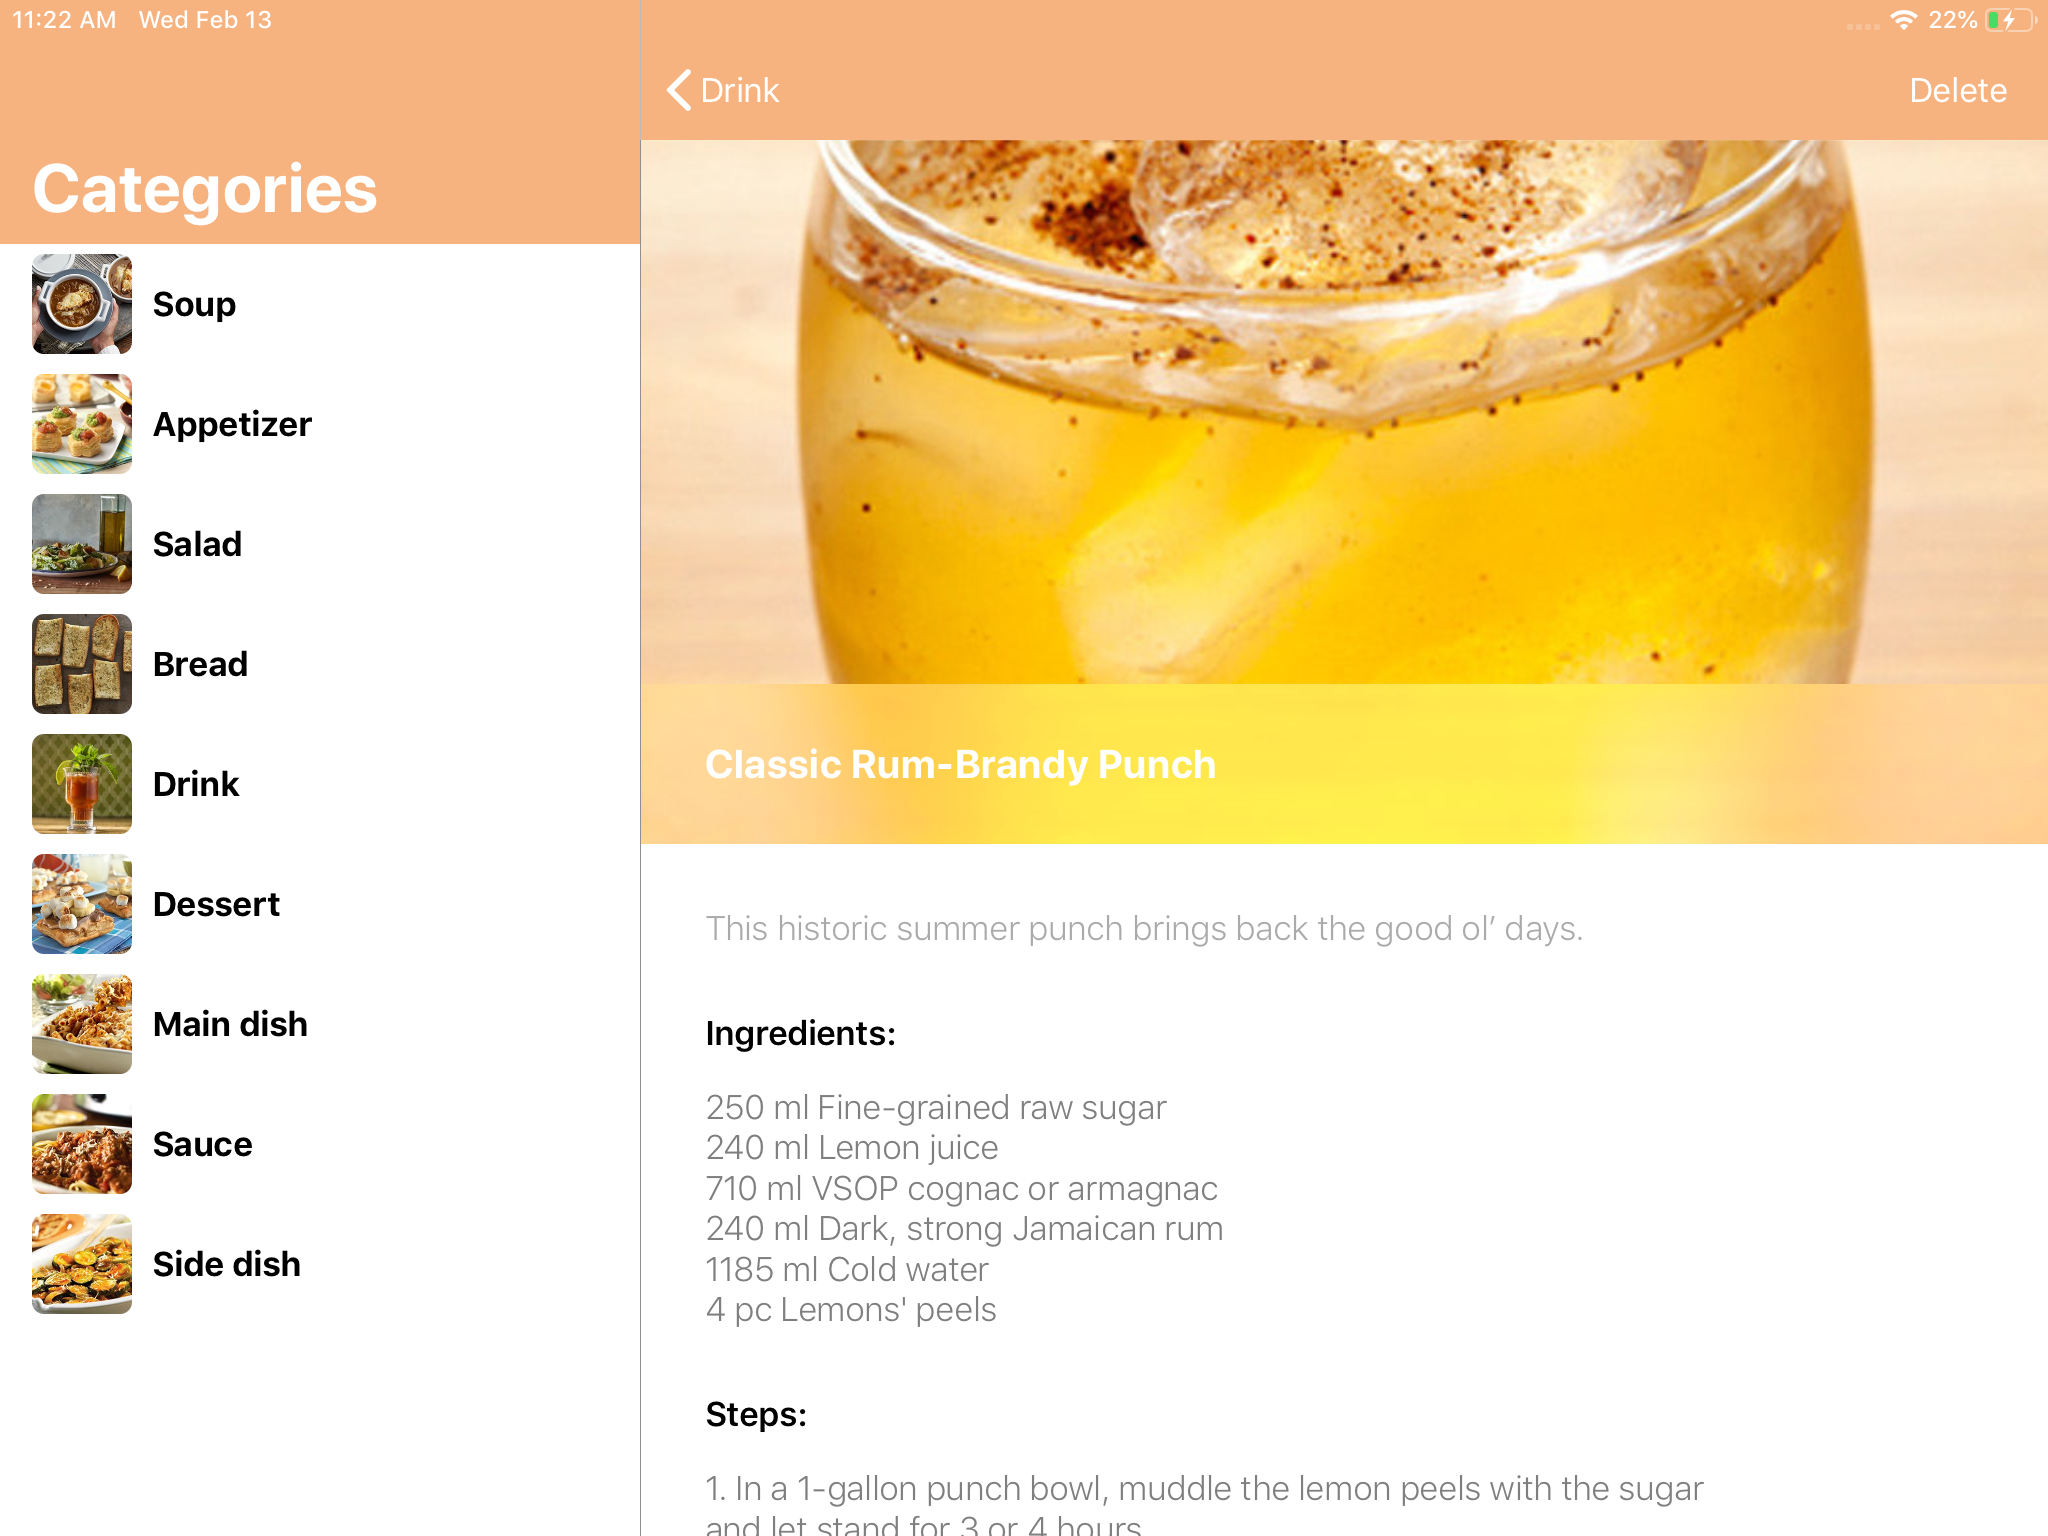 11:22 AM Wed Feb 13
22%
Categories
Soup
Appetizer
Salad
Bread
Drink
Dessert
Main dish
Sauce
Side dish
Drink
Delete
Classic Rum-Brandy Punch
This historic summer punch brings back the good ol’ days.
Ingredients:
250 ml Fine-grained raw sugar
240 ml Lemon juice
710 ml VSOP cognac or armagnac
240 ml Dark, strong Jamaican rum
1185 ml Cold water
4 pc Lemons' peels
Steps:
1. In a 1-gallon punch bowl, muddle the lemon peels with the sugar
and let stand for 3 or 4 hours